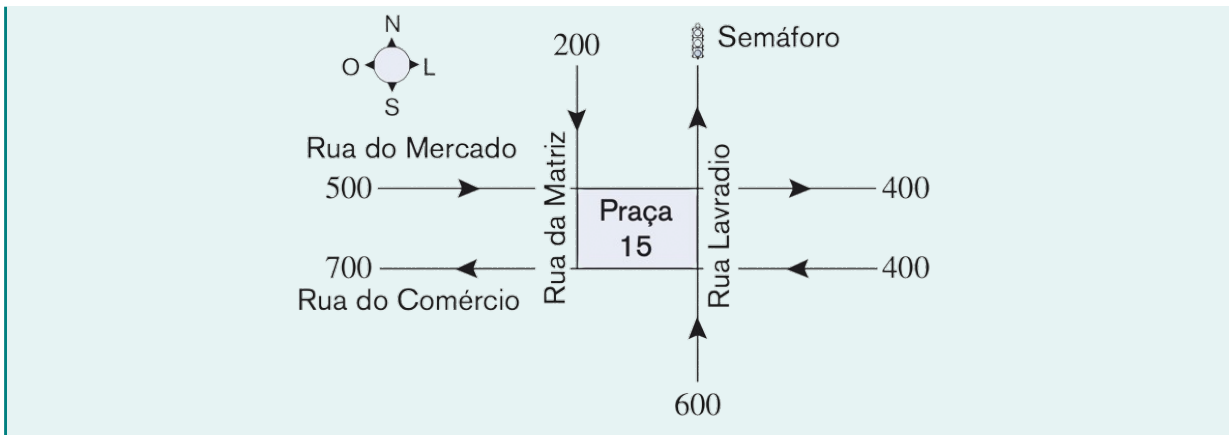 N
O L
S
200
Semáforo
Rua do Mercado
500
400
Rua da Matriz
Praça
15
Rua Lavradio
700
400
Rua do Comércio
600